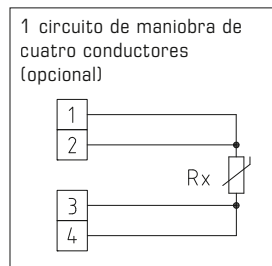 1 circuito de maniobra de
cuatro conductores
(opcional)
1
2
Rx
3
4